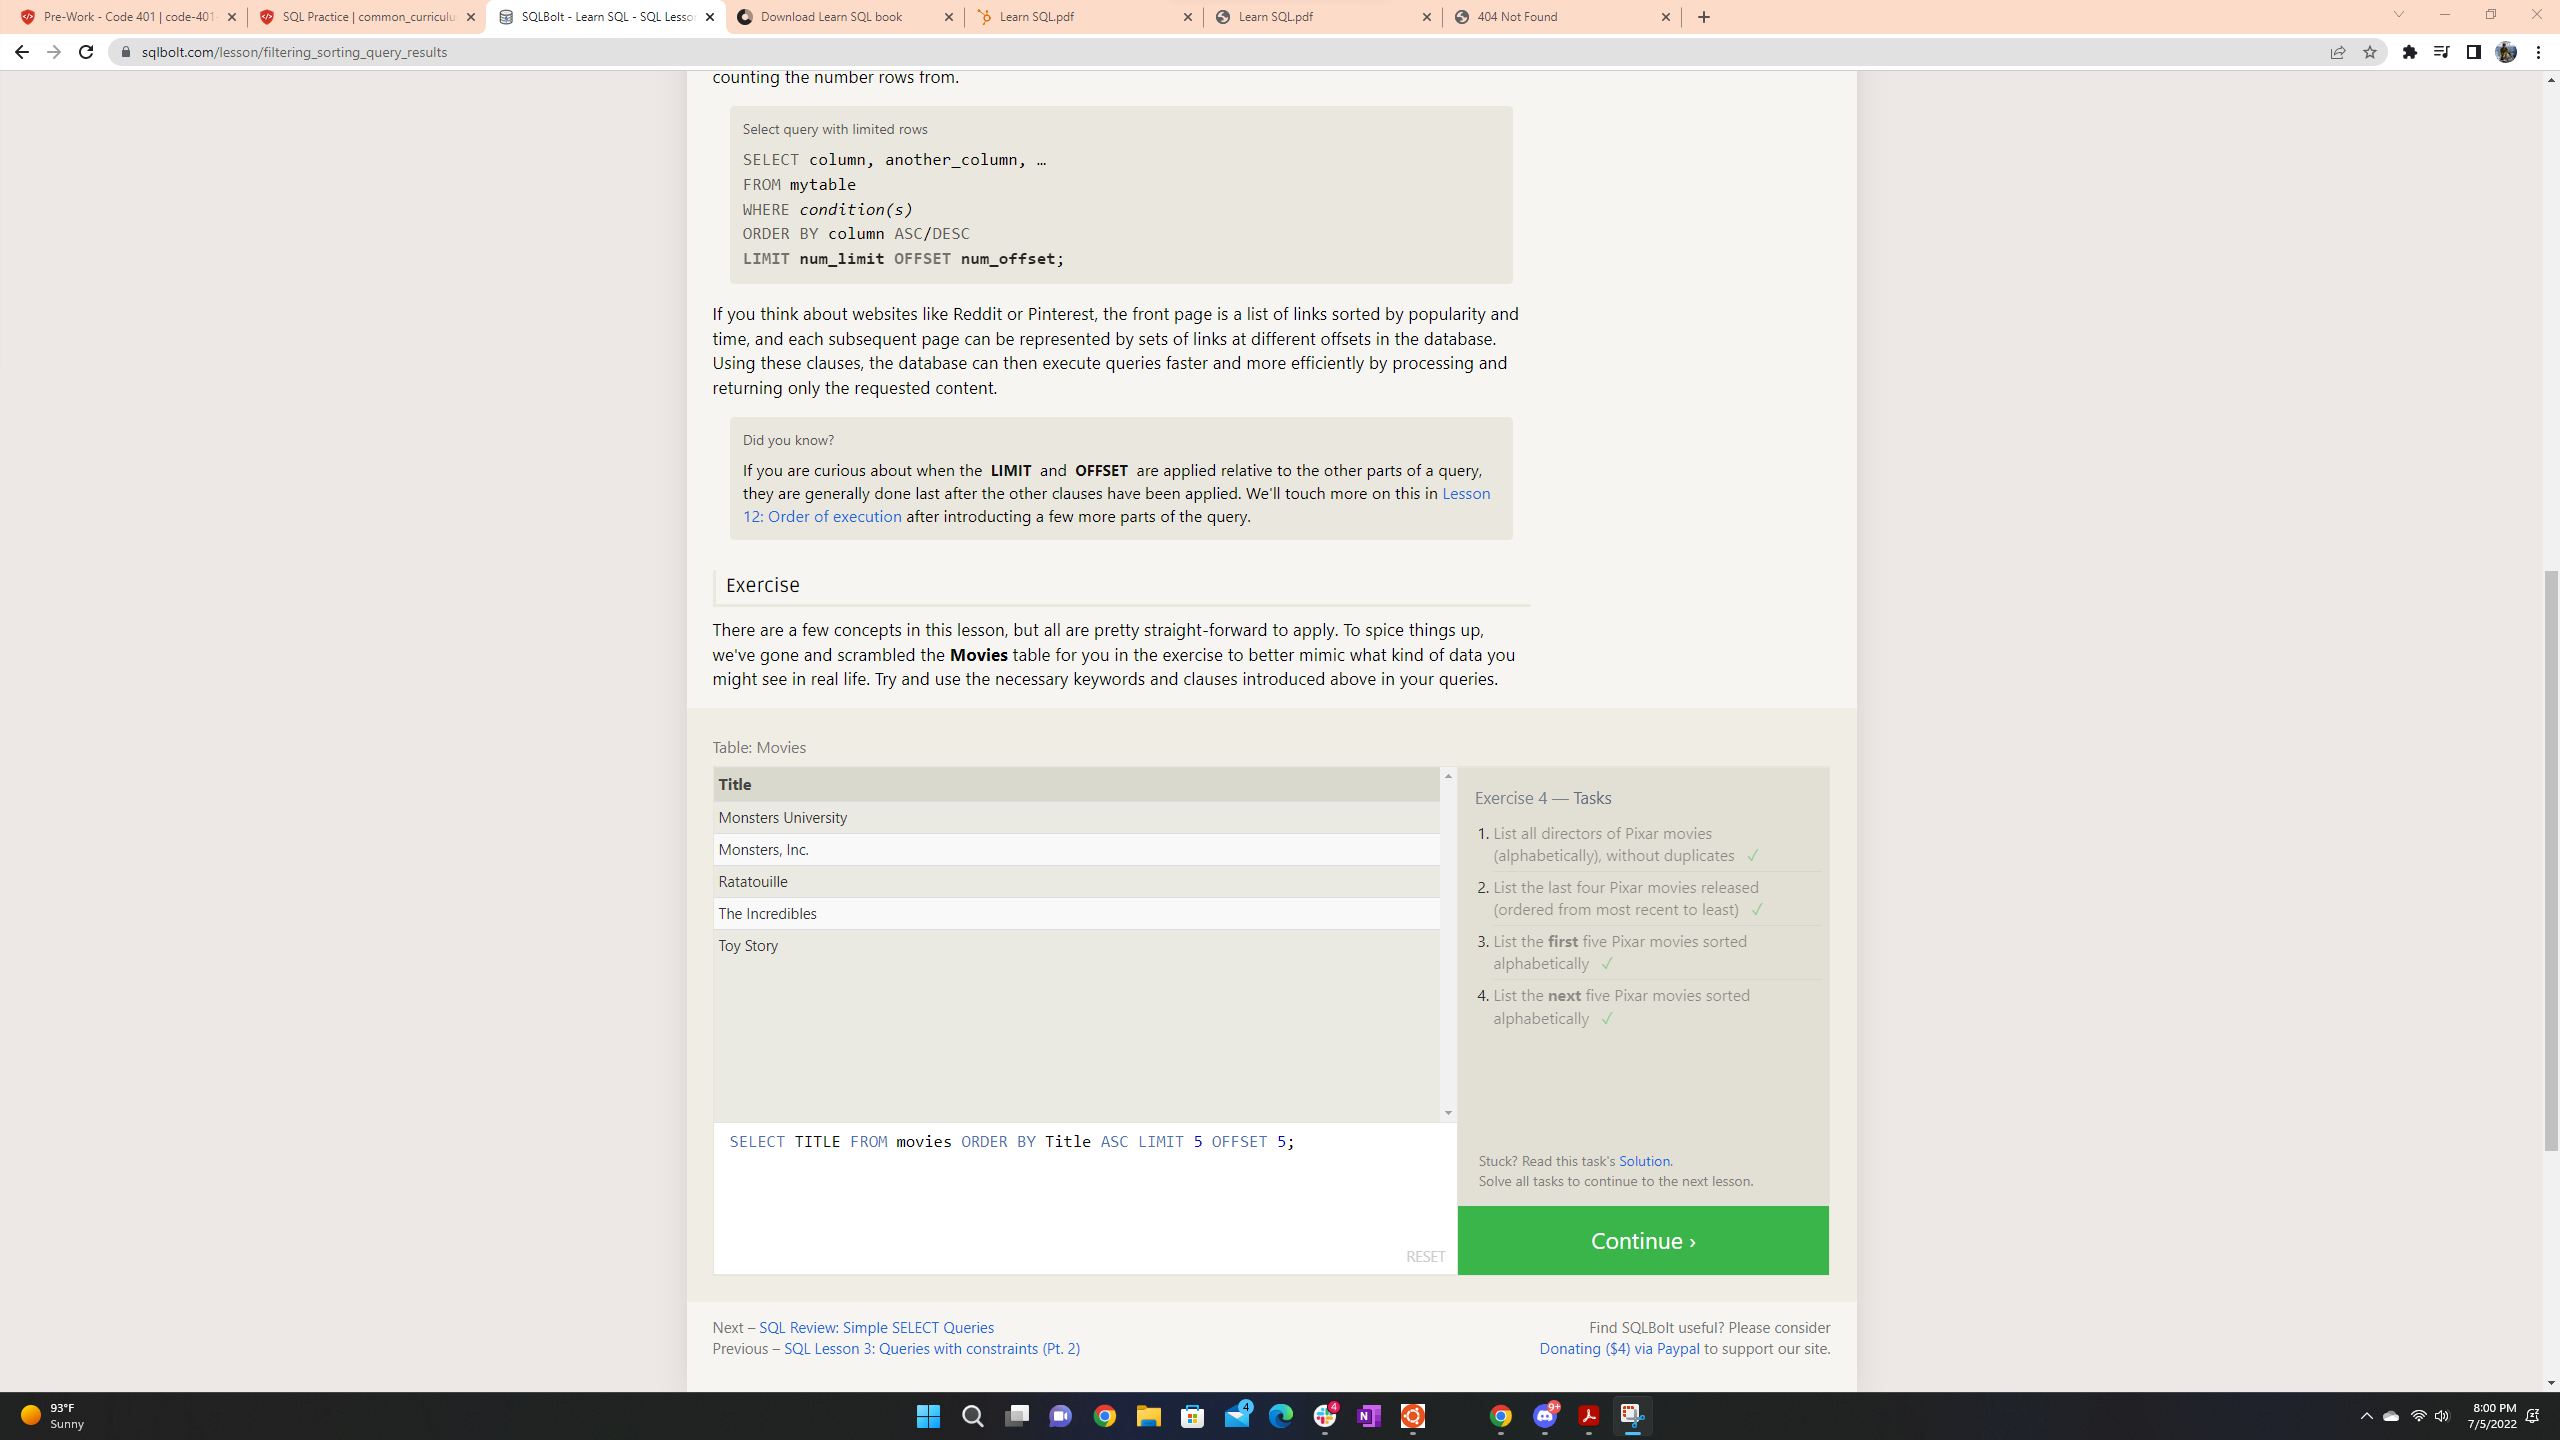 Pre-Work - Code 401 | code-401-
SQL Practice | common_curriculu
SQLBolt - Learn SQL - SQL Lesson
Download Learn SQL book
Learn SQL.pdf
Learn SQL.pdf
404 Not Found
sqlbolt.com/lesson/filtering_sorting_query_results
counting the number rows from.
Select query with limited rows
SELECT column, another_column, …
FROM mytable
WHERE condition(s)
ORDER BY column ASC/DESC
LIMIT num_limit OFFSET num_offset;
If you think about websites like Reddit or Pinterest, the front page is a list of links sorted by popularity and
time, and each subsequent page can be represented by sets of links at different offsets in the database.
Using these clauses, the database can then execute queries faster and more efficiently by processing and
returning only the requested content.
Did you know?
If you are curious about when the LIMIT and OFFSET are applied relative to the other parts of a query,
they are generally done last after the other clauses have been applied. We'll touch more on this in Lesson
12: Order of execution after introducting a few more parts of the query.
Exercise
There are a few concepts in this lesson, but all are pretty straight-forward to apply. To spice things up,
we've gone and scrambled the Movies table for you in the exercise to better mimic what kind of data you
might see in real life. Try and use the necessary keywords and clauses introduced above in your queries.
Table: Movies
Title
Monsters University
Monsters, Inc.
Ratatouille
The Incredibles
Toy Story
SELECT TITLE FROM movies ORDER BY Title ASC LIMIT 5 OFFSET 5;
RESET
Exercise 4 — Tasks
1. List all directors of Pixar movies
(alphabetically), without duplicates ✓
2. List the last four Pixar movies released
(ordered from most recent to least) ✓
3. List the first five Pixar movies sorted
alphabetically ✓
4. List the next five Pixar movies sorted
alphabetically ✓
Stuck? Read this task's Solution.
Solve all tasks to continue to the next lesson.
Continue ›
Next – SQL Review: Simple SELECT Queries
Previous – SQL Lesson 3: Queries with constraints (Pt. 2)
Find SQLBolt useful? Please consider
Donating ($4) via Paypal to support our site.
93°F
Sunny
4
4
N
9+
8:00 PM
7/5/2022